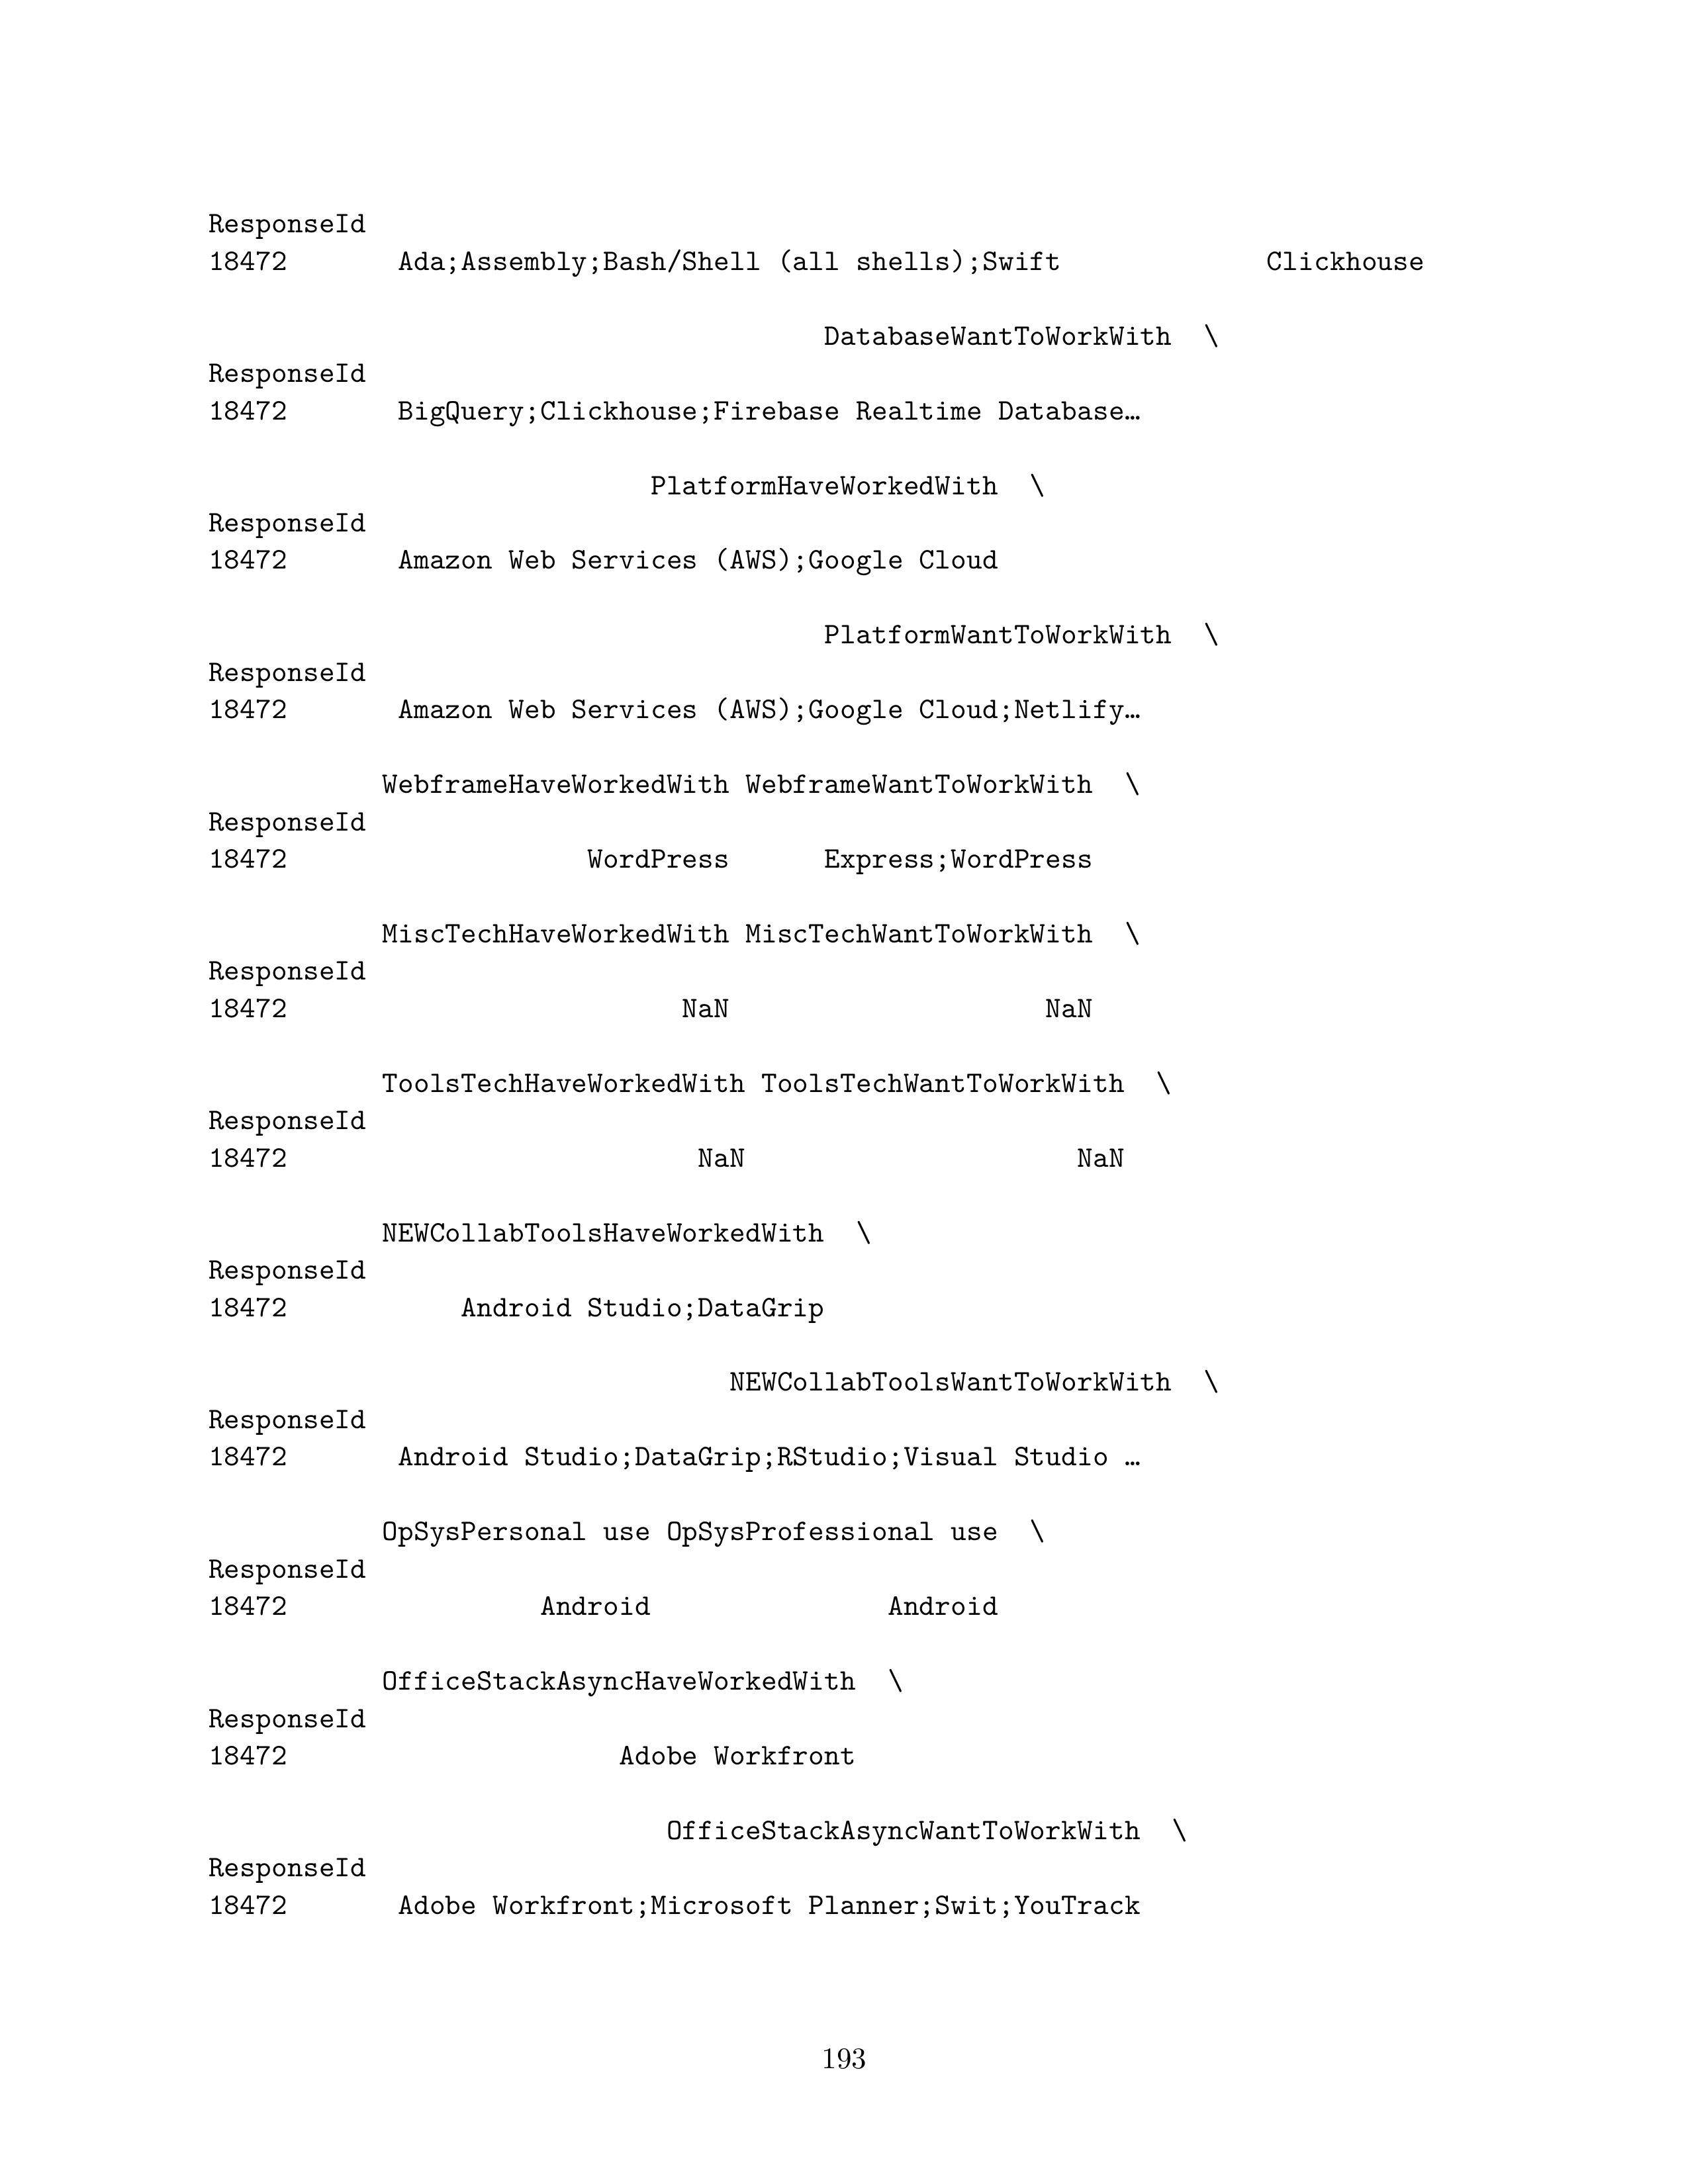 ResponseId
18472       Ada;Assembly;Bash/Shell (all shells);Swift             Clickhouse
                                       DatabaseWantToWorkWith  \
ResponseId
18472       BigQuery;Clickhouse;Firebase Realtime Database…
                            PlatformHaveWorkedWith  \
ResponseId
18472       Amazon Web Services (AWS);Google Cloud
                                       PlatformWantToWorkWith  \
ResponseId
18472       Amazon Web Services (AWS);Google Cloud;Netlify…
           WebframeHaveWorkedWith WebframeWantToWorkWith  \
ResponseId
18472                   WordPress      Express;WordPress
           MiscTechHaveWorkedWith MiscTechWantToWorkWith  \
ResponseId
18472                         NaN                    NaN
           ToolsTechHaveWorkedWith ToolsTechWantToWorkWith  \
ResponseId
18472                          NaN                     NaN
           NEWCollabToolsHaveWorkedWith  \
ResponseId
18472           Android Studio;DataGrip
                                 NEWCollabToolsWantToWorkWith  \
ResponseId
18472       Android Studio;DataGrip;RStudio;Visual Studio …
           OpSysPersonal use OpSysProfessional use  \
ResponseId
18472                Android               Android
           OfficeStackAsyncHaveWorkedWith  \
ResponseId
18472                     Adobe Workfront
                             OfficeStackAsyncWantToWorkWith  \
ResponseId
18472       Adobe Workfront;Microsoft Planner;Swit;YouTrack
193